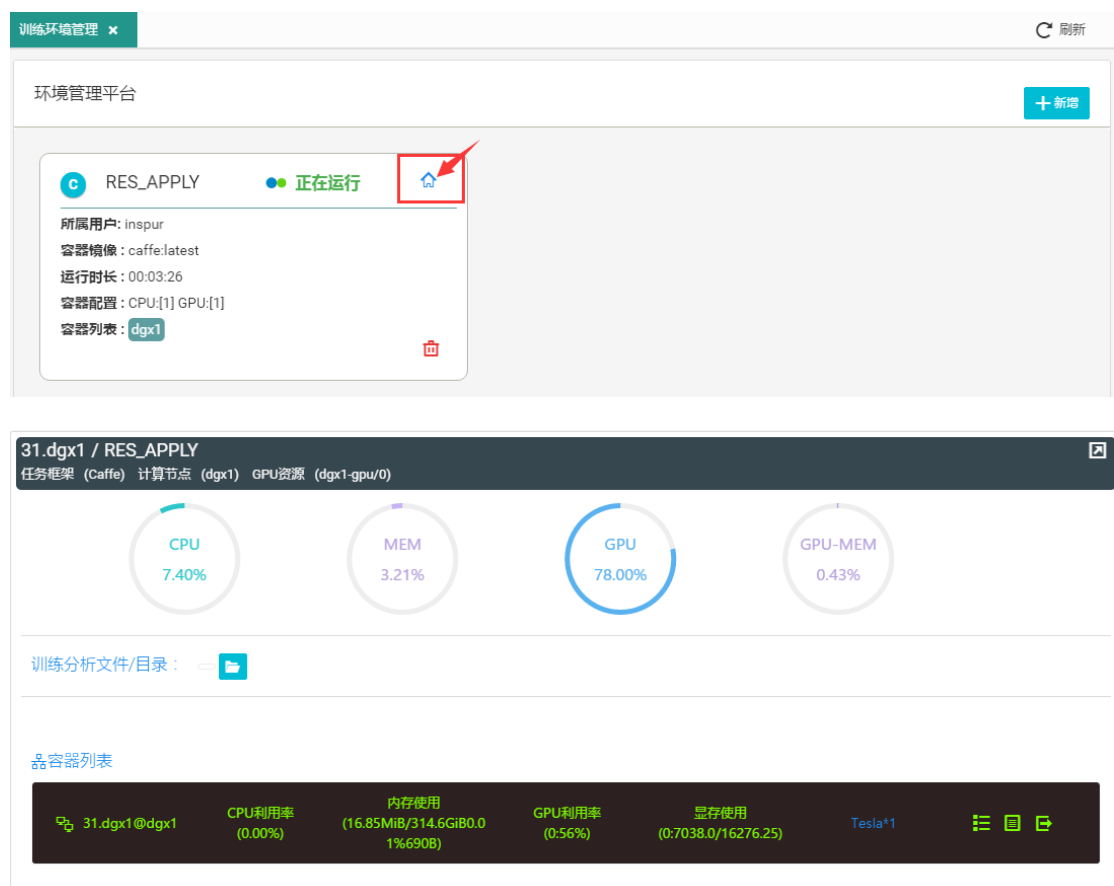 训练环境管理 ×
刷新
环境管理平台
+新增
C RES_APPLY 正在运行
所属用户: inspur
容器镜像 : caffe:latest
运行时长 : 00:03:26
容器配置 : CPU:[1] GPU:[1]
容器列表 : dgx1
31.dgx1 / RES_APPLY
任务框架 (Caffe) 计算节点 (dgx1) GPU资源 (dgx1-gpu/0)
CPU
7.40%
MEM
3.21%
GPU
78.00%
GPU-MEM
0.43%
训练分析文件/目录 :
容器列表
31.dgx1@dgx1
CPU利用率
(0.00%)
内存使用
(16.85MiB/314.6GiB0.0
1%690B)
GPU利用率
(0:56%)
显存使用
(0:7038.0/16276.25)
Tesla*1